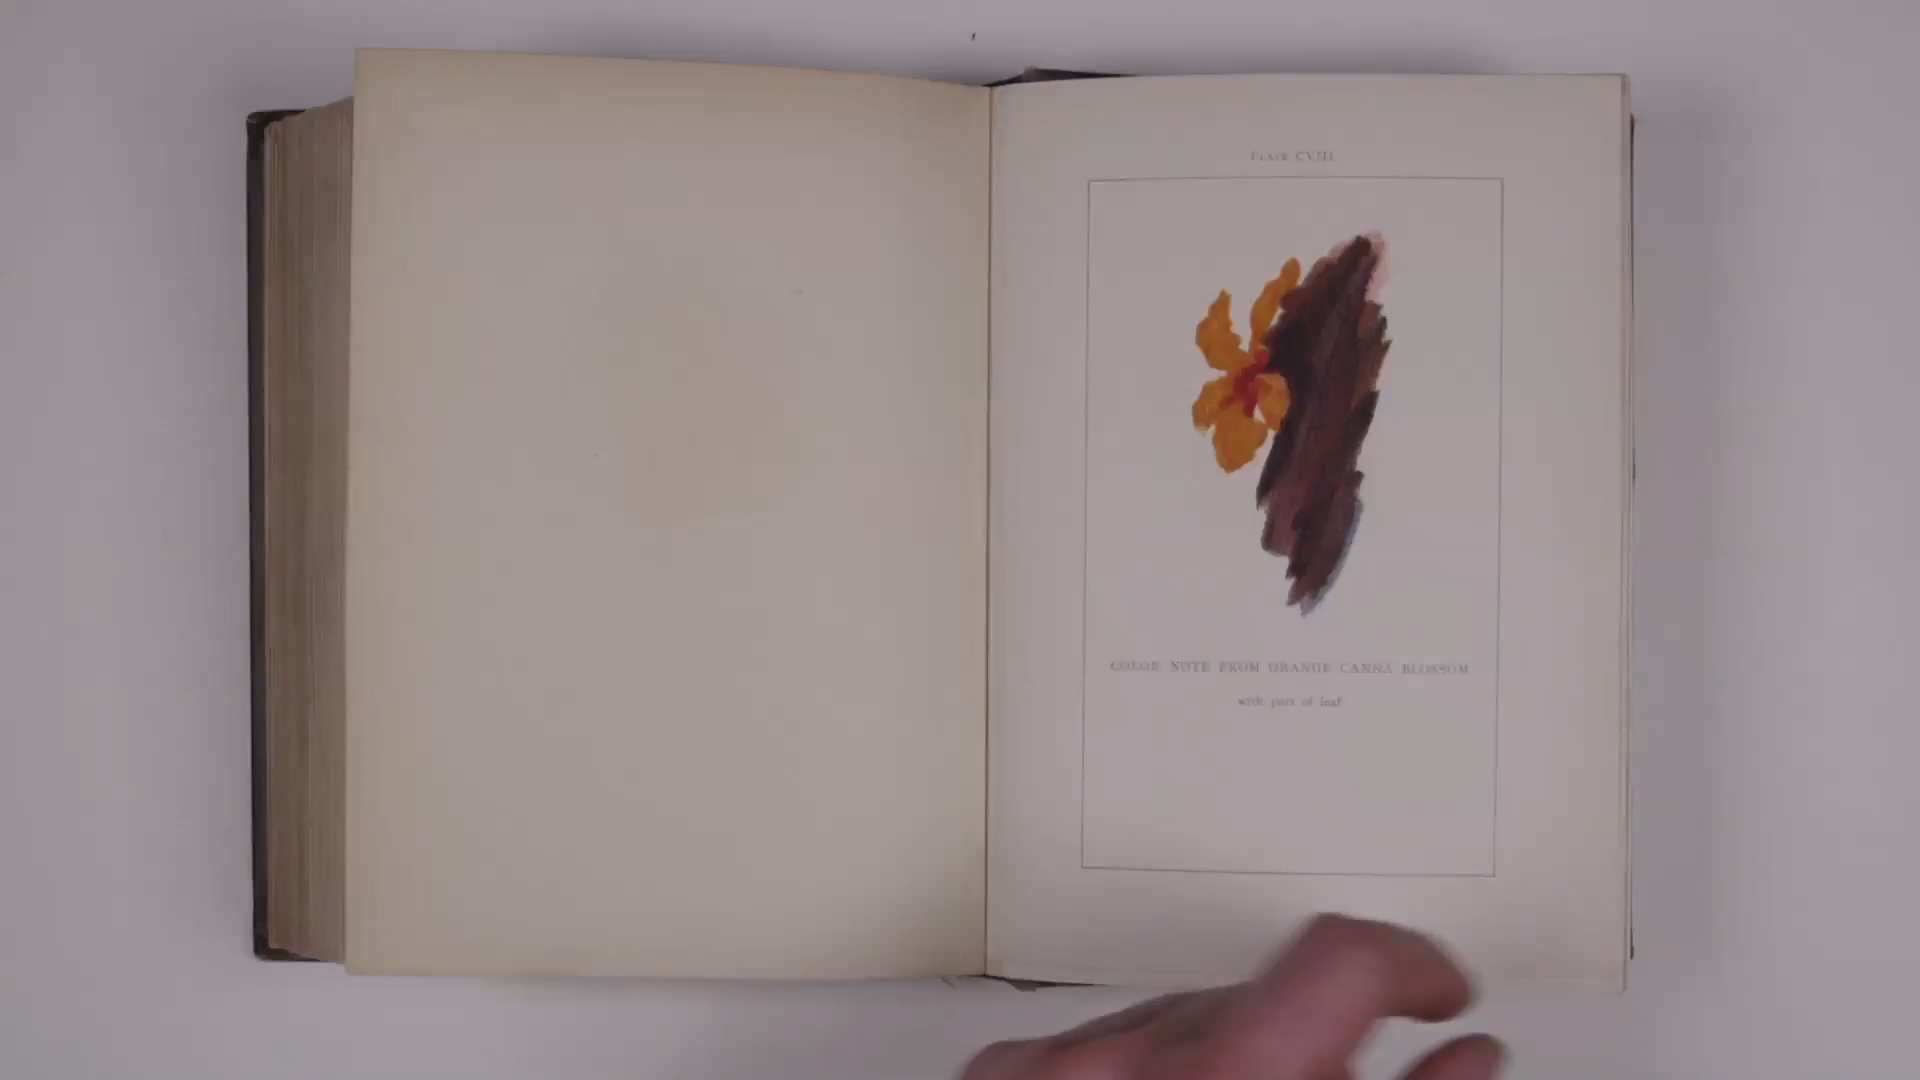 Plate CVIII
COLOR NOTE FROM ORANGE CANNA BLOSSOM
with part of leaf